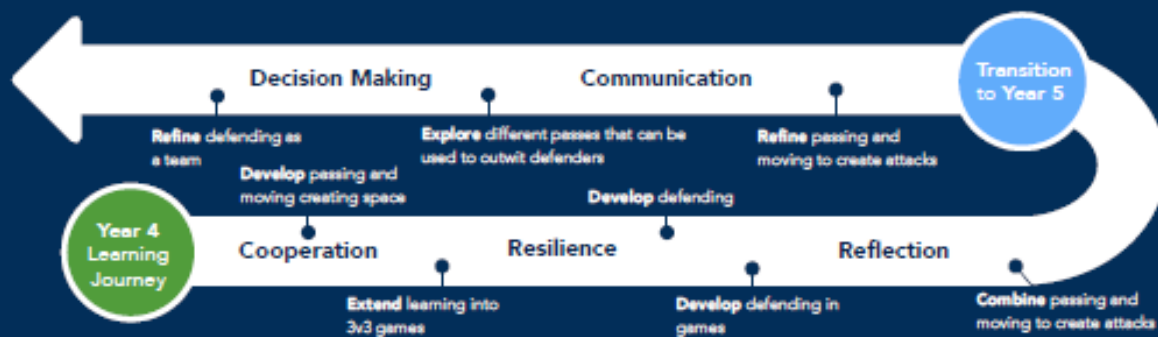 Decision Making
Communication
Transition
to Year 5
Refine defending as
a team
Explore different passes that can be
used to outwit defenders
Refine passing and
moving to create attacks
Develop passing and
moving creating space
Develop defending
Year 4
Learning
Journey
Cooperation
Resilience
Reflection
Extend learning into
3v3 games
Develop defending in
games
Combine passing and
moving to create attacks